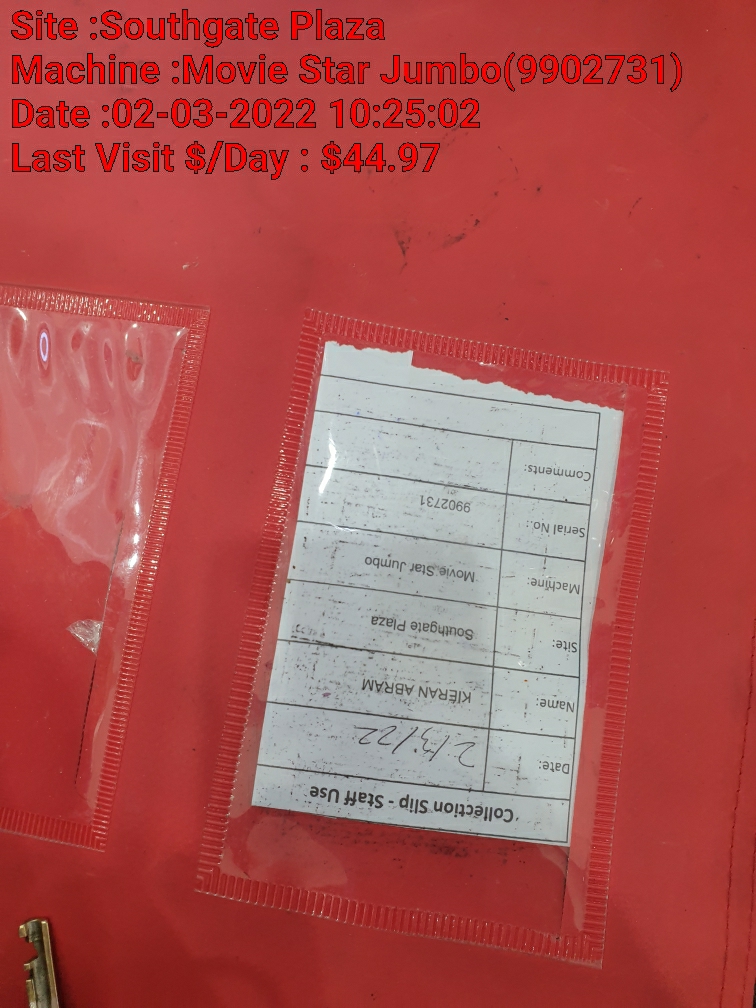 Site :Southgate Plaza
Machine :Movie Star Jumbo(9902731)
Date :02-03-2022 10:25:02
Last Visit $/Day : $44.97
Collection Slip - Staff Use
Date: 2/3/22
Name: KIERAN ABRAM
Site: Southgate Plaza
Machine: Movie Star Jumbo
Serial No.: 9902731
Comments: